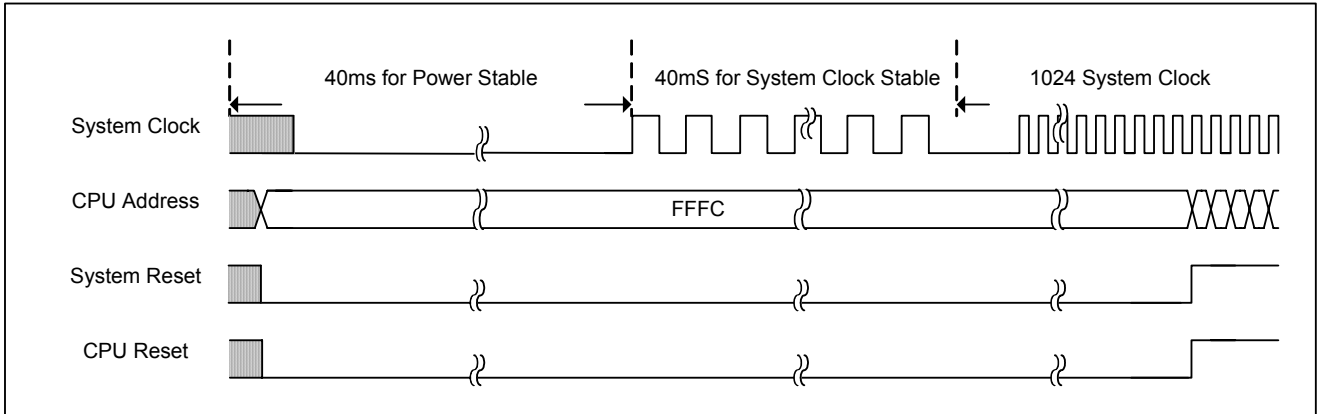 40ms for Power Stable
40mS for System Clock Stable
1024 System Clock
System Clock
CPU Address
FFFC
System Reset
CPU Reset